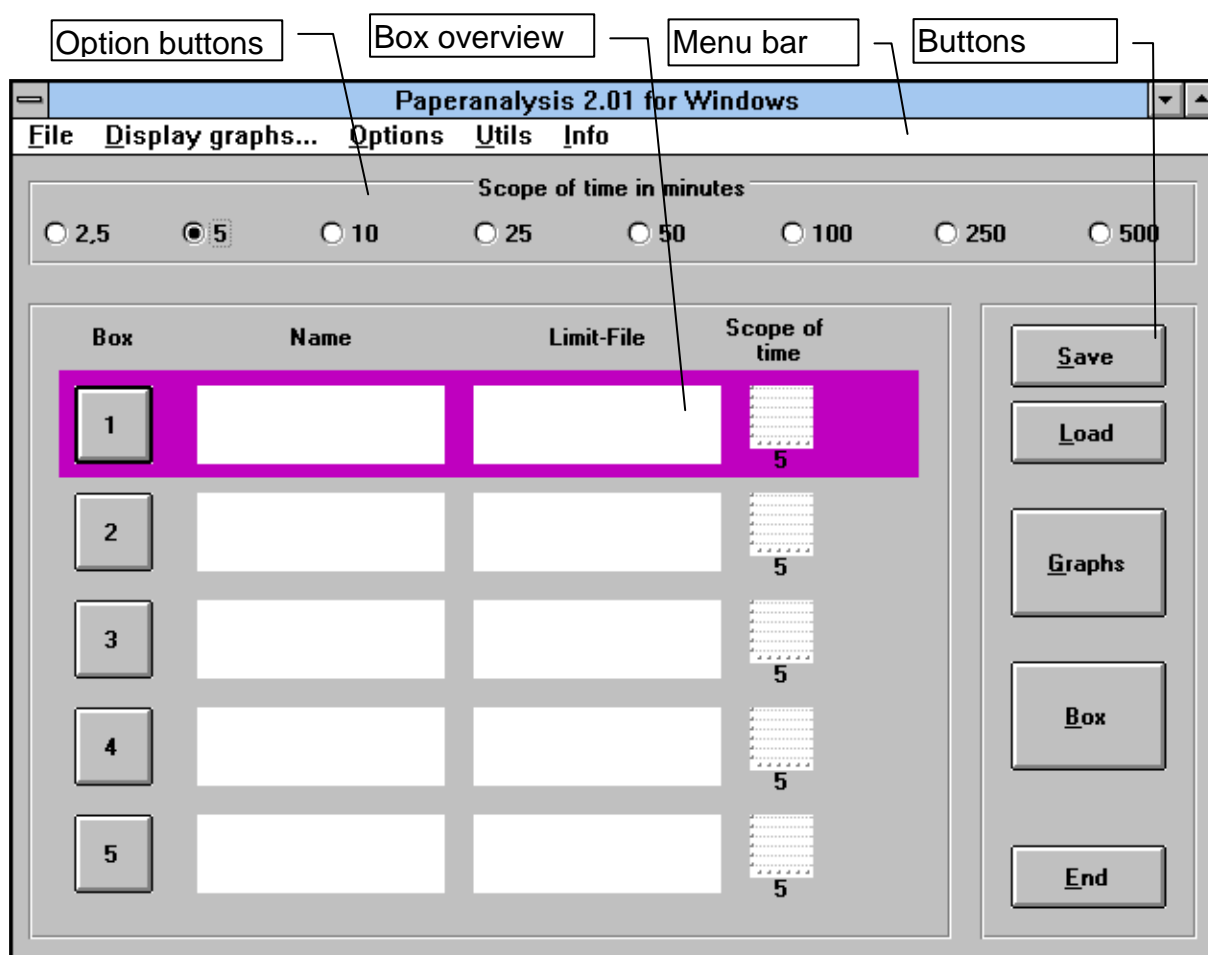 Option buttons Box overview Menu bar Buttons
Paperanalysis 2.01 for Windows
File Display graphs... Options Utils Info
Scope of time in minutes
2,5 5 10 25 50 100 250 500
Box Name Limit-File Scope of time
1 5
2 5
3 5
4 5
5 5
Save
Load
Graphs
Box
End